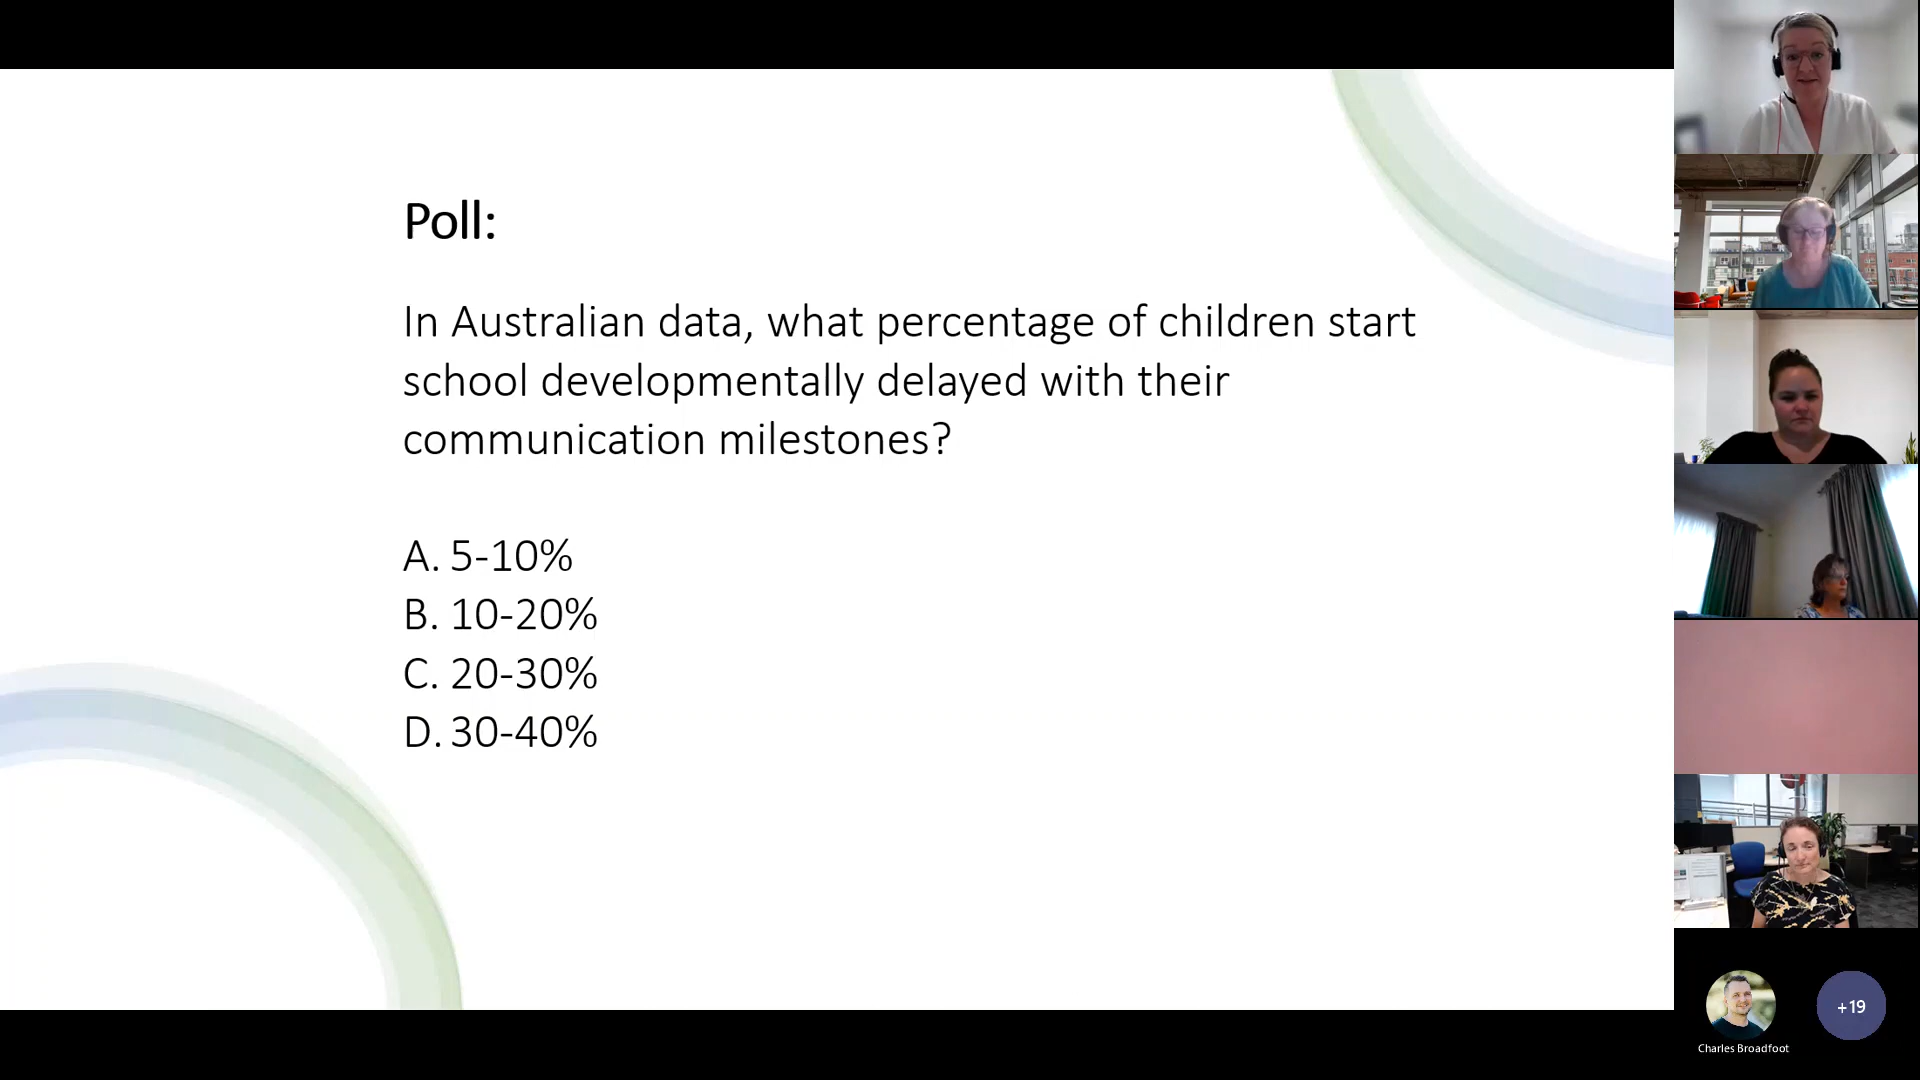 Poll:
In Australian data, what percentage of children start
school developmentally delayed with their
communication milestones?
A. 5-10%
B. 10-20%
C. 20-30%
D. 30-40%
+19
Charles Broadfoot